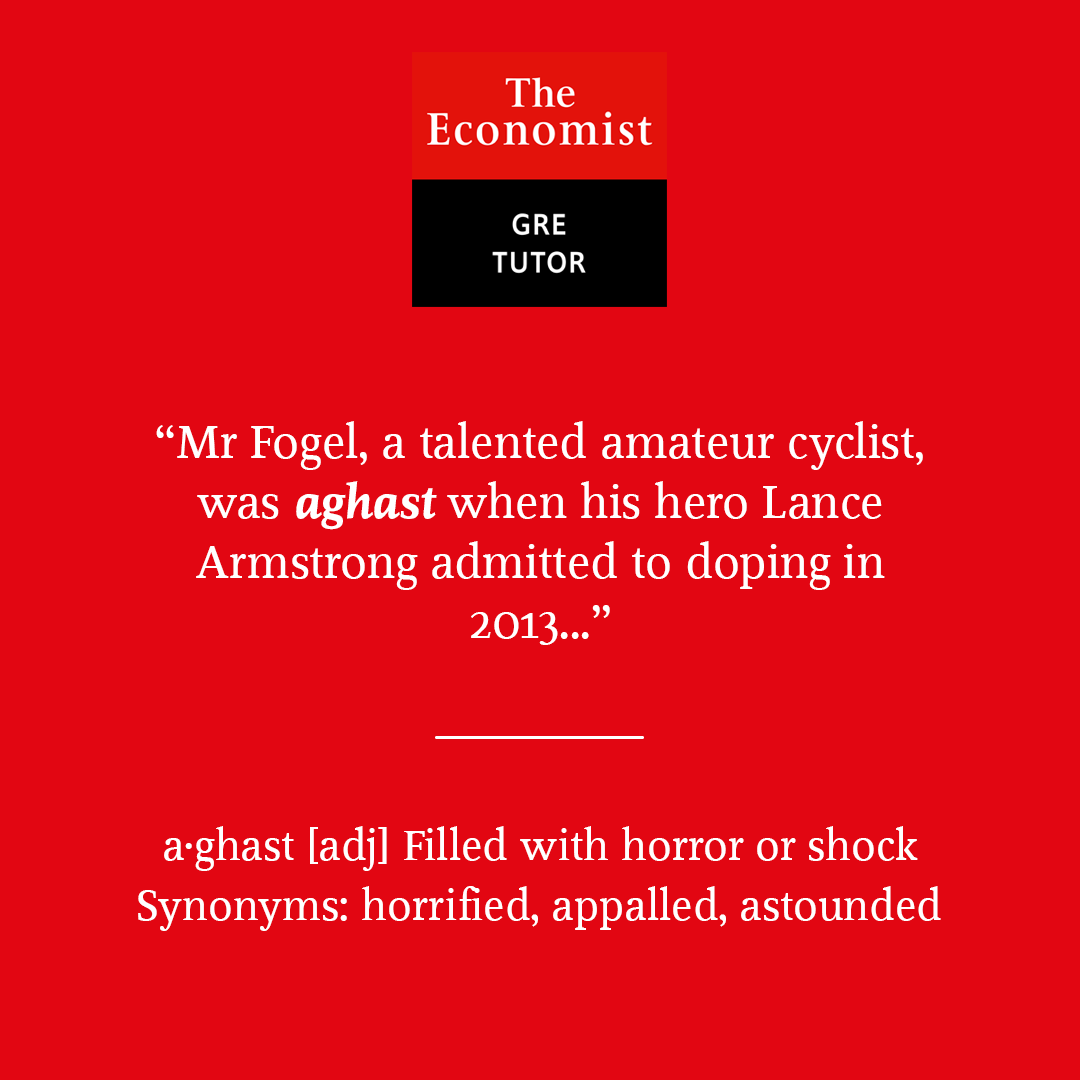 The
Economist
GRE
TUTOR
“Mr Fogel, a talented amateur cyclist,
was aghast when his hero Lance
Armstrong admitted to doping in
2013...”
a·ghast [adj] Filled with horror or shock
Synonyms: horrified, appalled, astounded